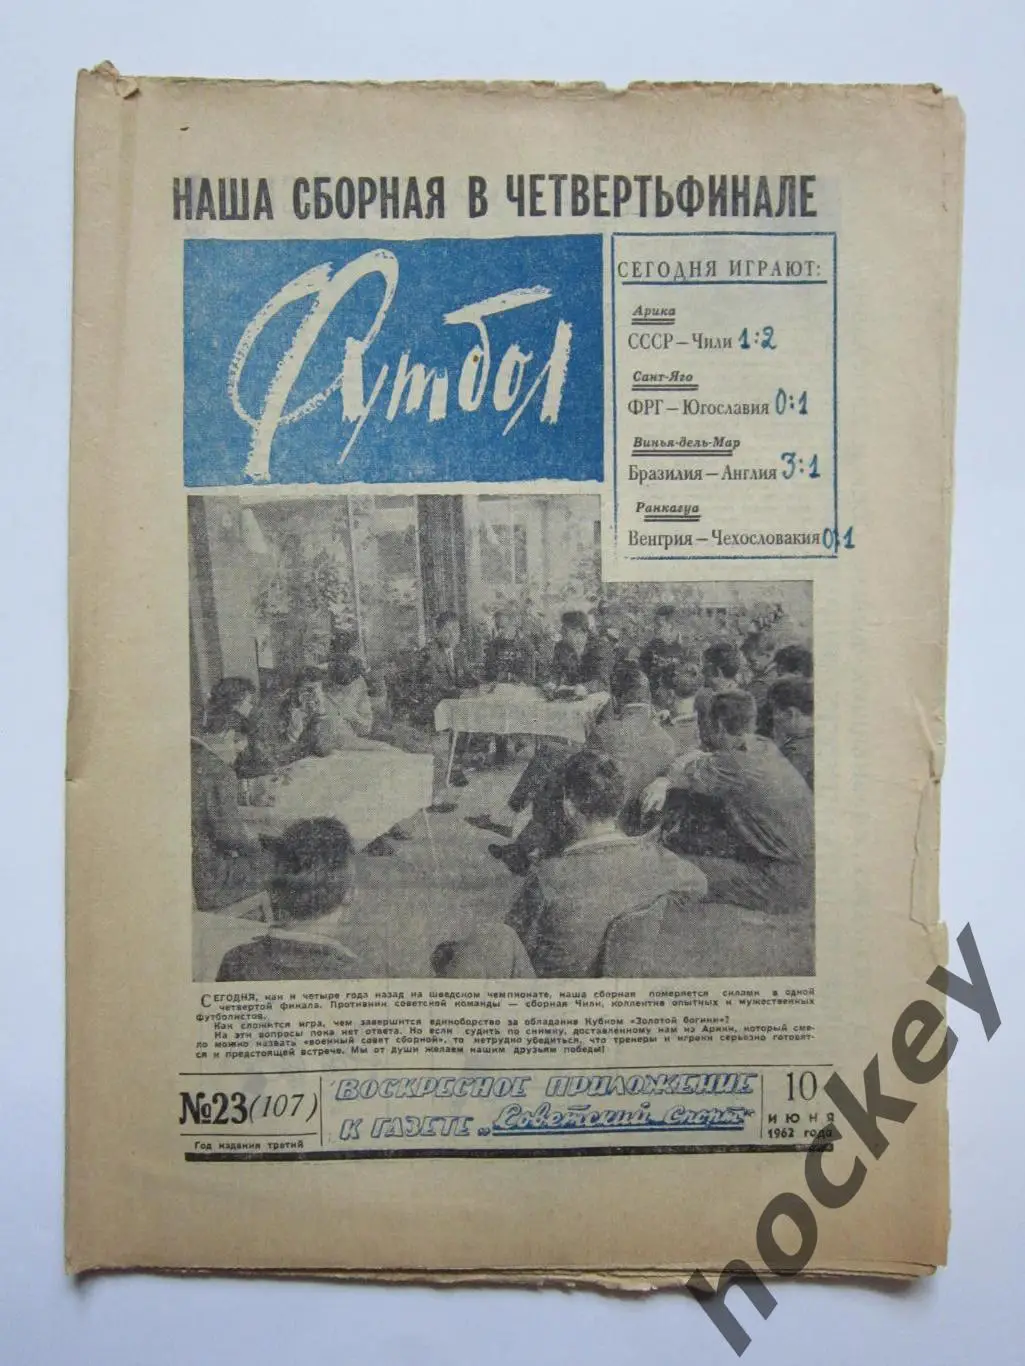 НАША СБОРНАЯ В ЧЕТВЕРТЬФИНАЛЕ
Футбол
СЕГОДНЯ ИГРАЮТ:
Арика
СССР–Чили 1:2
Сант-Яго
ФРГ–Югославия 0:1
Винья-дель-Мар
Бразилия–Англия 3:1
Ранкагуа
Венгрия–Чехословакия 0:1
СЕГОДНЯ, как и четыре года назад на шведском чемпионате, наша сборная померяется силами в одной
четвертой финала. Противник советской команды — сборная Чили, коллектив опытных и мужественных
футболистов.
Как сложится игра, чем завершится единоборство за обладание Кубком «Золотой богини»?
На эти вопросы пока нет ответа. Но если судить по снимку, доставленному нам из Арики, который сме-
ло можно назвать «военный совет сборной», то нетрудно убедиться, что тренеры и игроки серьезно готовят-
ся к предстоящей встрече. Мы от души желаем нашим друзьям победы!
№23(107)
Год издания третий
ВОСКРЕСНОЕ ПРИЛОЖЕНИЕ
К ГАЗЕТЕ „Советский спорт“
10
ИЮНЯ
1962 года
hockey